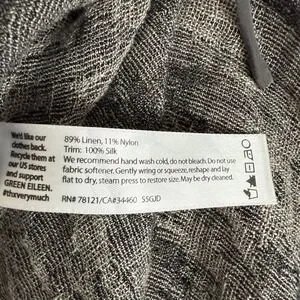 We'd like our
clothes back.
Recycle them at
our US stores
and support
GREEN EILEEN.
#thxverymuch
89% Linen, 11% Nylon
Trim: 100% Silk
We recommend hand wash cold, do not bleach. Do not use
fabric softener. Gently wring or squeeze, reshape and lay
flat to dry, steam press to restore size. May be dry cleaned.
RN# 78121/CA#34460 S5GJD